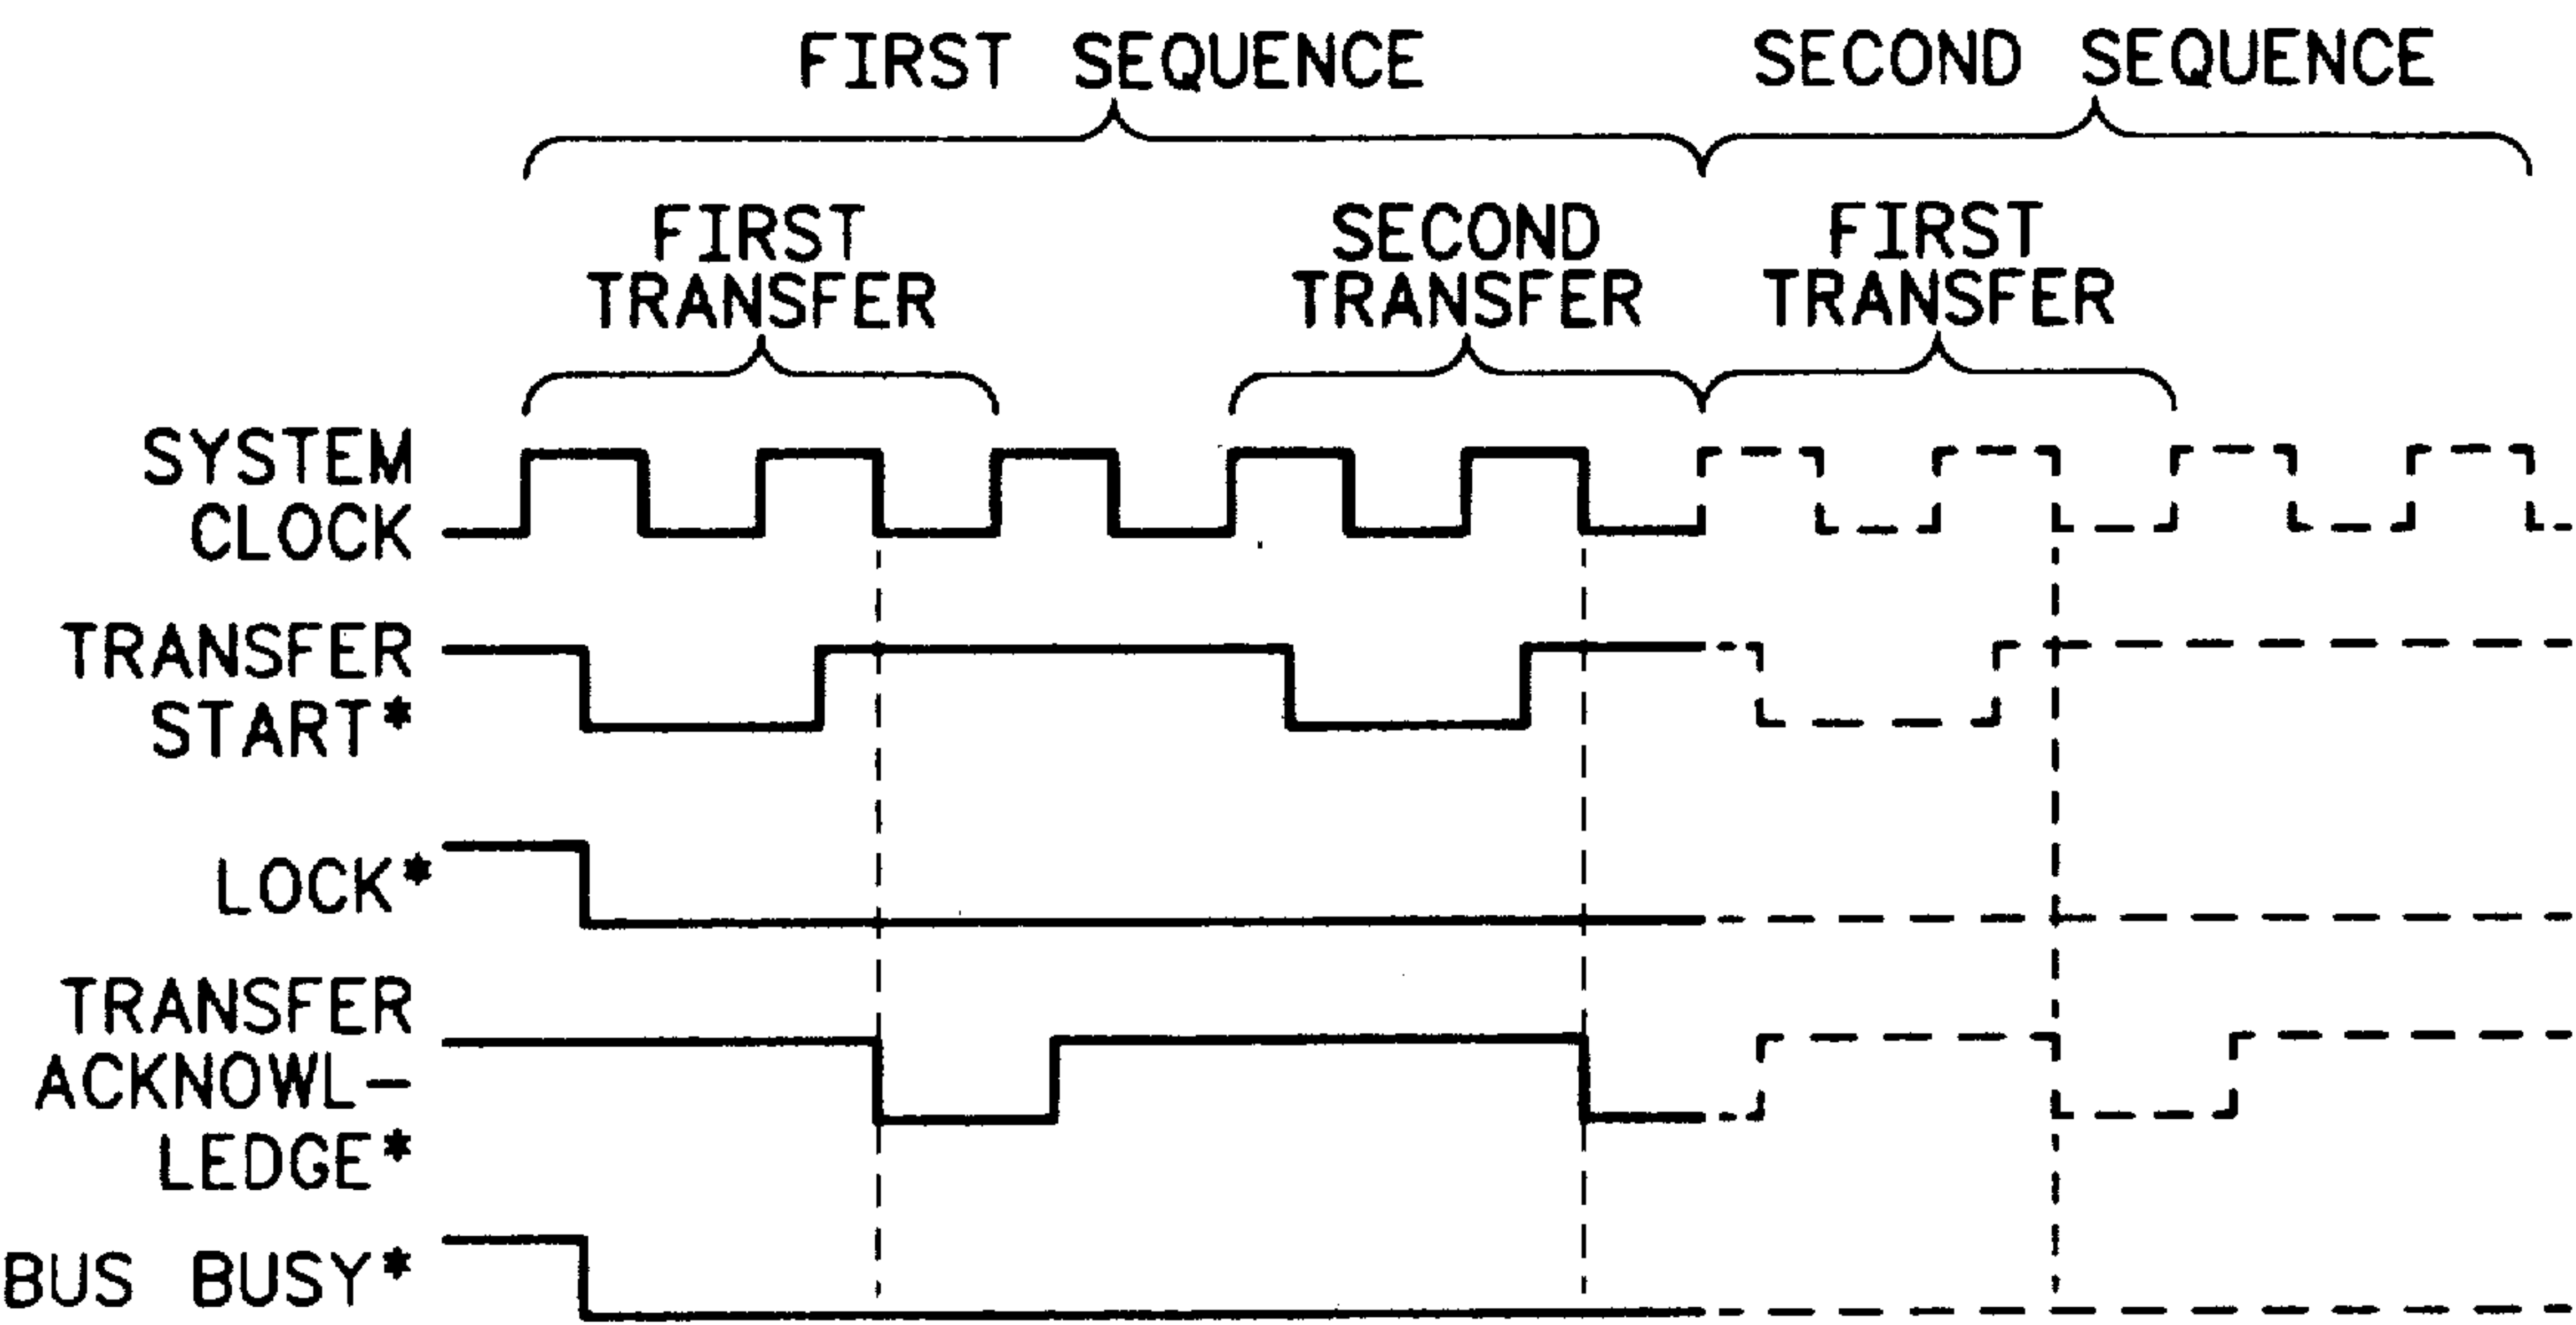 FIRST SEQUENCE
SECOND SEQUENCE
FIRST
TRANSFER
SECOND
TRANSFER
FIRST
TRANSFER
SYSTEM
CLOCK
TRANSFER
START*
LOCK*
TRANSFER
ACKNOWL-
LEDGE*
BUS BUSY*